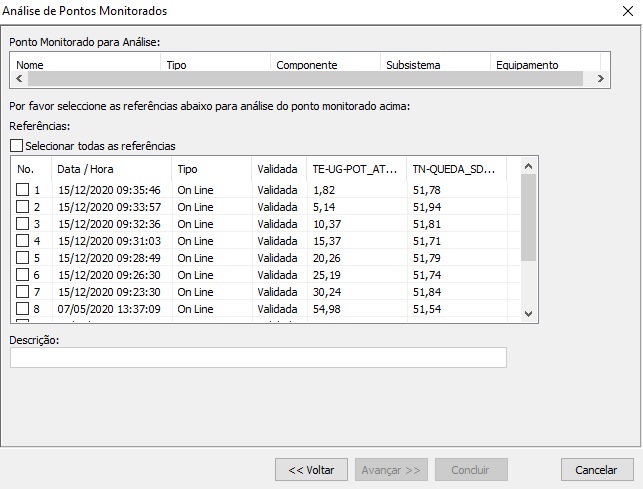 Análise de Pontos Monitorados
Ponto Monitorado para Análise:
Nome Tipo Componente Subsistema Equipamento
Por favor seleccione as referências abaixo para análise do ponto monitorado acima:
Referências:
Selecionar todas as referências
No. Data / Hora Tipo Validada TE-UG-POT_AT... TN-QUEDA_SD...
1 15/12/2020 09:35:46 On Line Validada 1,82 51,78
2 15/12/2020 09:33:57 On Line Validada 5,14 51,94
3 15/12/2020 09:32:36 On Line Validada 10,37 51,81
4 15/12/2020 09:31:03 On Line Validada 15,37 51,71
5 15/12/2020 09:28:49 On Line Validada 20,26 51,79
6 15/12/2020 09:26:30 On Line Validada 25,19 51,74
7 15/12/2020 09:23:30 On Line Validada 30,24 51,84
8 07/05/2020 13:37:09 On Line Validada 54,98 51,54
Descrição:
<< Voltar Avançar >> Concluir Cancelar